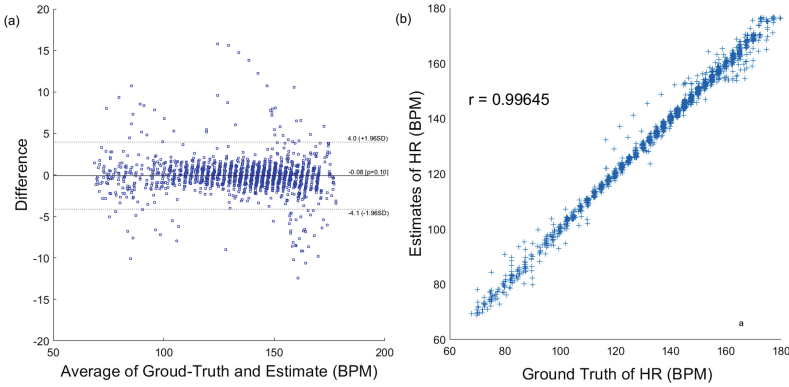 (a)
20
15
10
5
0
-5
-10
-15
-20
Difference
4.0 (+1.96SD)
-0.08 [p=0.10]
-4.1 (-1.96SD)
50
100
150
200
Average of Groud-Truth and Estimate (BPM)
(b)
180
160
140
120
100
80
60
Estimates of HR (BPM)
r = 0.99645
a
60
80
100
120
140
160
180
Ground Truth of HR (BPM)